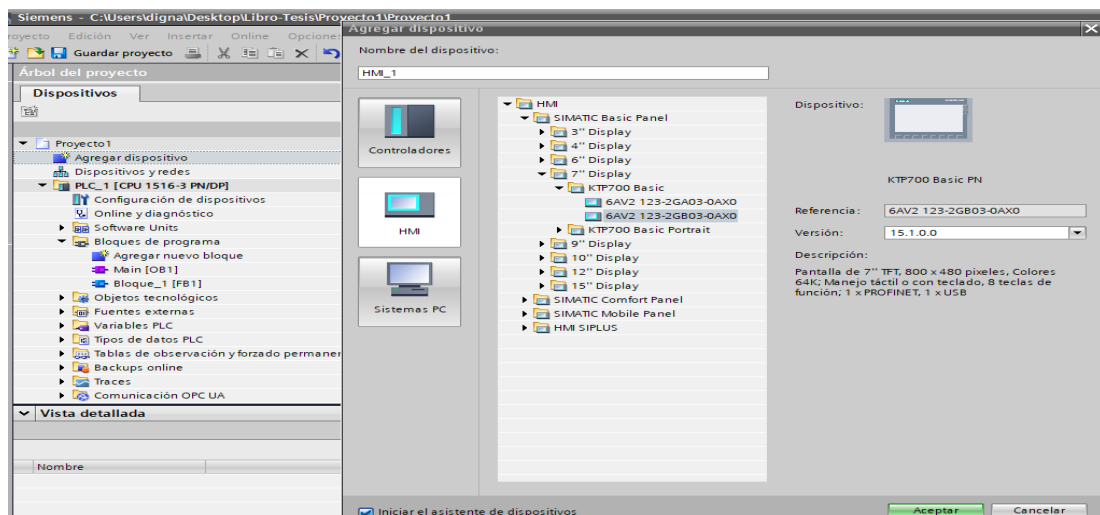 Siemens - C:\Users\digna\Desktop\Libro-Tesis\Proyecto1\Proyecto1
Edición Ver Insertar Online
Guardar proyecto
Árbol del proyecto
Dispositivos
Proyecto1
Agregar dispositivo
Dispositivos y redes
PLC_1 [CPU 1516-3 PN/DP]
Configuración de dispositivos
Online y diagnóstico
Software Units
Bloques de programa
Agregar nuevo bloque
Main [OB1]
Bloque_1 [FB1]
Objetos tecnológicos
Fuentes externas
Variables PLC
Tipos de datos PLC
Tablas de observación y forzado permaner
Backups online
Traces
Comunicación OPC UA
Vista detallada
Nombre
Agregar dispositivo
Nombre del dispositivo:
HMI_1
Controladores
HMI
Sistemas PC
HMI
SIMATIC Basic Panel
3" Display
4" Display
6" Display
7" Display
KTP700 Basic
6AV2 123-2GA03-0AX0
6AV2 123-2GB03-0AX0
KTP700 Basic Portrait
9" Display
10" Display
12" Display
15" Display
SIMATIC Comfort Panel
SIMATIC Mobile Panel
HMI SIPLUS
Dispositivo:
KTP700 Basic PN
Referencia: 6AV2 123-2GB03-0AX0
Versión: 15.1.0.0
Descripción:
Pantalla de 7" TFT, 800 x 480 pixeles, Colores
64K; Manejo táctil o con teclado, 8 teclas de
función; 1 x PROFINET, 1 x USB
Iniciar el asistente de dispositivos
Aceptar Cancelar